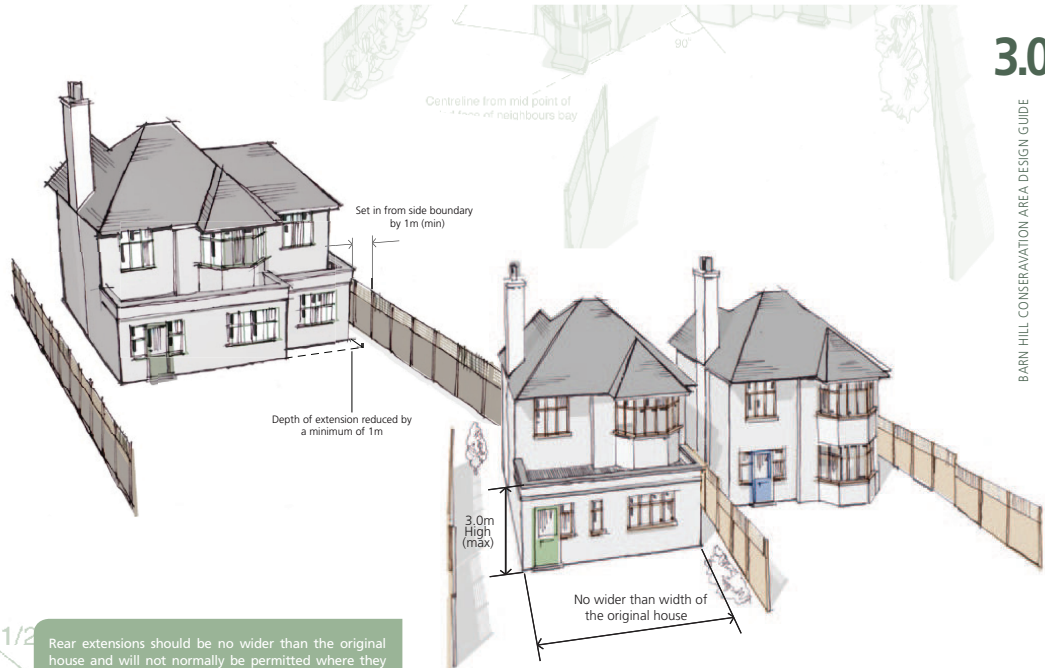 90°
3.0
Centreline from mid point of
of neighbours bay
BARN HILL CONSERAVATION AREA DESIGN GUIDE
Set in from side boundary
by 1m (min)
Depth of extension reduced by
a minimum of 1m
3.0m
High
(max)
No wider than width of
the original house
1/2
Rear extensions should be no wider than the original
house and will not normally be permitted where they